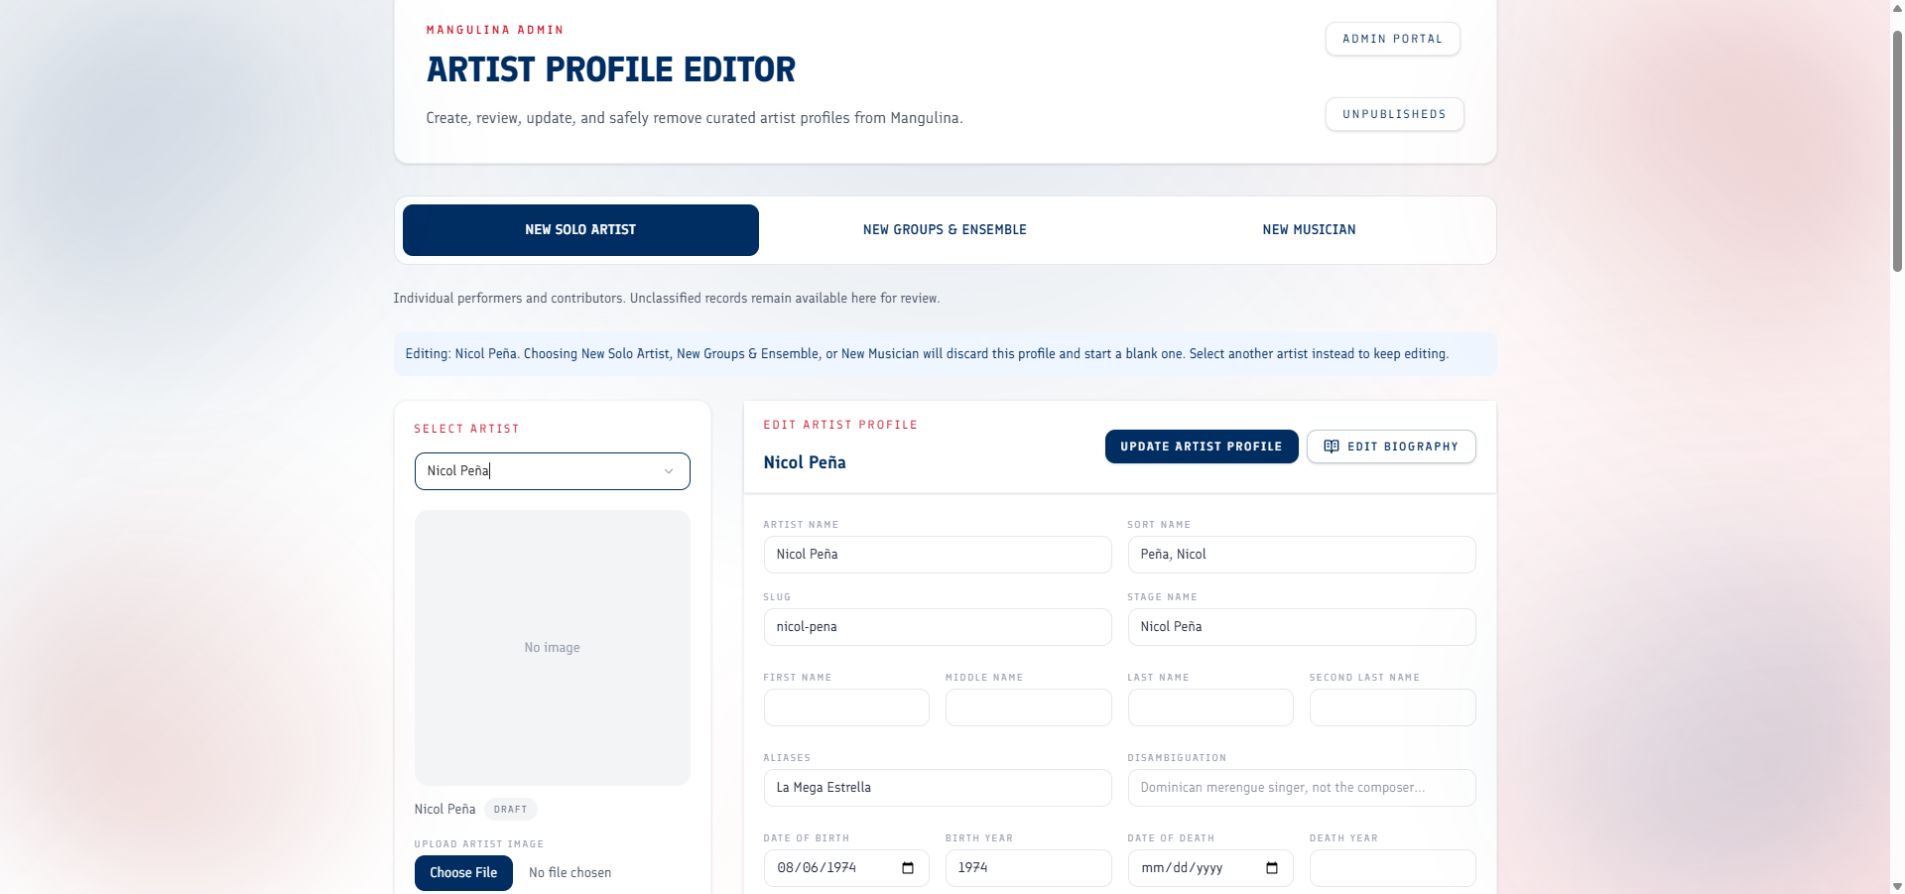 MANGULINA ADMIN
ARTIST PROFILE EDITOR
Create, review, update, and safely remove curated artist profiles from Mangulina.
ADMIN PORTAL
UNPUBLISHEDS
NEW SOLO ARTIST
NEW GROUPS & ENSEMBLE
NEW MUSICIAN
Individual performers and contributors. Unclassified records remain available here for review.
Editing: Nicol Peña. Choosing New Solo Artist, New Groups & Ensemble, or New Musician will discard this profile and start a blank one. Select another artist instead to keep editing.
SELECT ARTIST
Nicol Peña
No image
Nicol Peña DRAFT
UPLOAD ARTIST IMAGE
Choose File No file chosen
EDIT ARTIST PROFILE
Nicol Peña
UPDATE ARTIST PROFILE
EDIT BIOGRAPHY
ARTIST NAME
Nicol Peña
SORT NAME
Peña, Nicol
SLUG
nicol-pena
STAGE NAME
Nicol Peña
FIRST NAME
MIDDLE NAME
LAST NAME
SECOND LAST NAME
ALIASES
La Mega Estrella
DISAMBIGUATION
Dominican merengue singer, not the composer...
DATE OF BIRTH
08/06/1974
BIRTH YEAR
1974
DATE OF DEATH
mm/dd/yyyy
DEATH YEAR